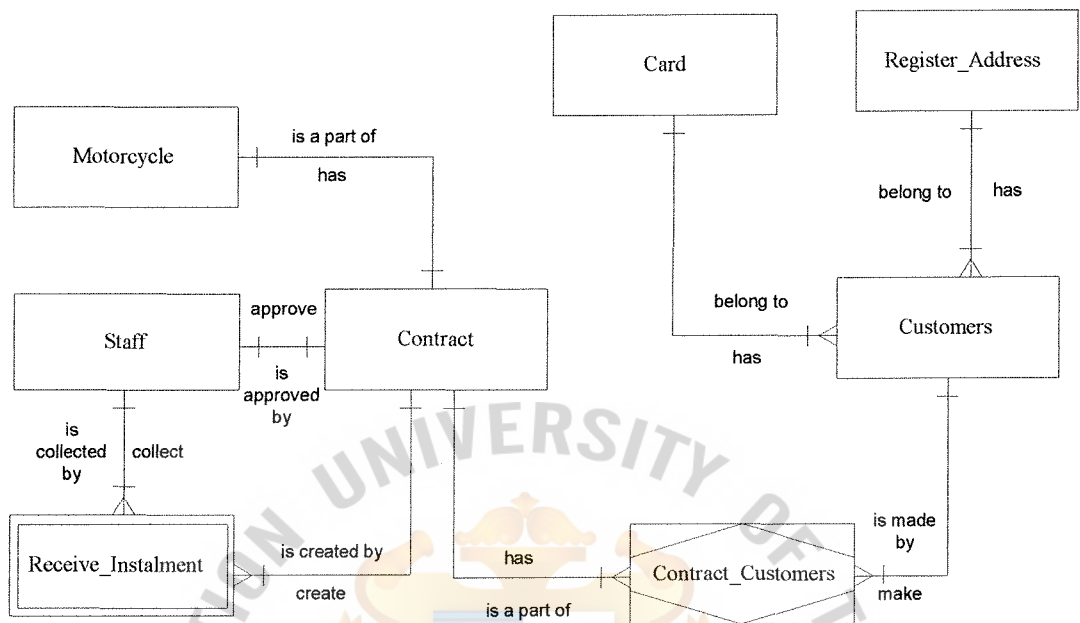 Card
Register_Address
Motorcycle
is a part of
has
belong to
has
approve
Staff
Contract
is
approved
by
belong to
has
Customers
is
collected
by
collect
UNIVERSITY OF
Receive_Instalment
is created by
create
has
is a part of
Contract_Customers
is made
by
make